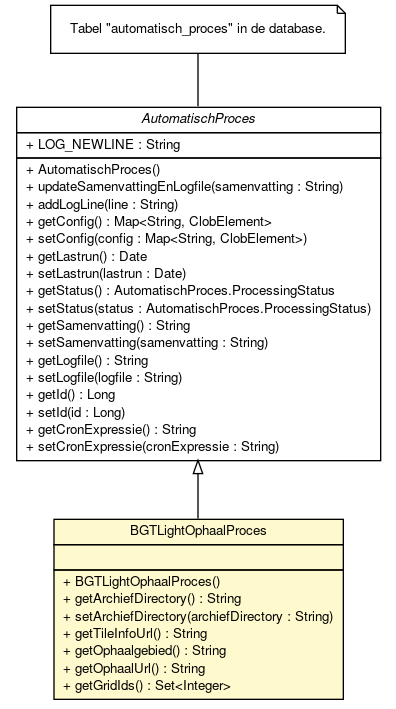 Tabel "automatisch_proces" in de database.
AutomatischProces
+ LOG_NEWLINE : String
+ AutomatischProces()
+ updateSamenvattingEnLogfile(samenvatting : String)
+ addLogLine(line : String)
+ getConfig() : Map<String, ClobElement>
+ setConfig(config : Map<String, ClobElement>)
+ getLastrun() : Date
+ setLastrun(lastrun : Date)
+ getStatus() : AutomatischProces.ProcessingStatus
+ setStatus(status : AutomatischProces.ProcessingStatus)
+ getSamenvatting() : String
+ setSamenvatting(samenvatting : String)
+ getLogfile() : String
+ setLogfile(logfile : String)
+ getId() : Long
+ setId(id : Long)
+ getCronExpressie() : String
+ setCronExpressie(cronExpressie : String)
BGTLightOphaalProces
+ BGTLightOphaalProces()
+ getArchiefDirectory() : String
+ setArchiefDirectory(archiefDirectory : String)
+ getTileInfoUrl() : String
+ getOphaalgebied() : String
+ getOphaalUrl() : String
+ getGridIds() : Set<Integer>